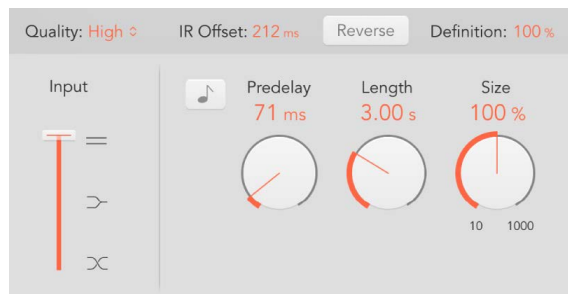 Quality: High IR Offset: 212 ms Reverse Definition: 100 %
Input Predelay Length Size
71 ms 3.00 s 100 %
10 1000